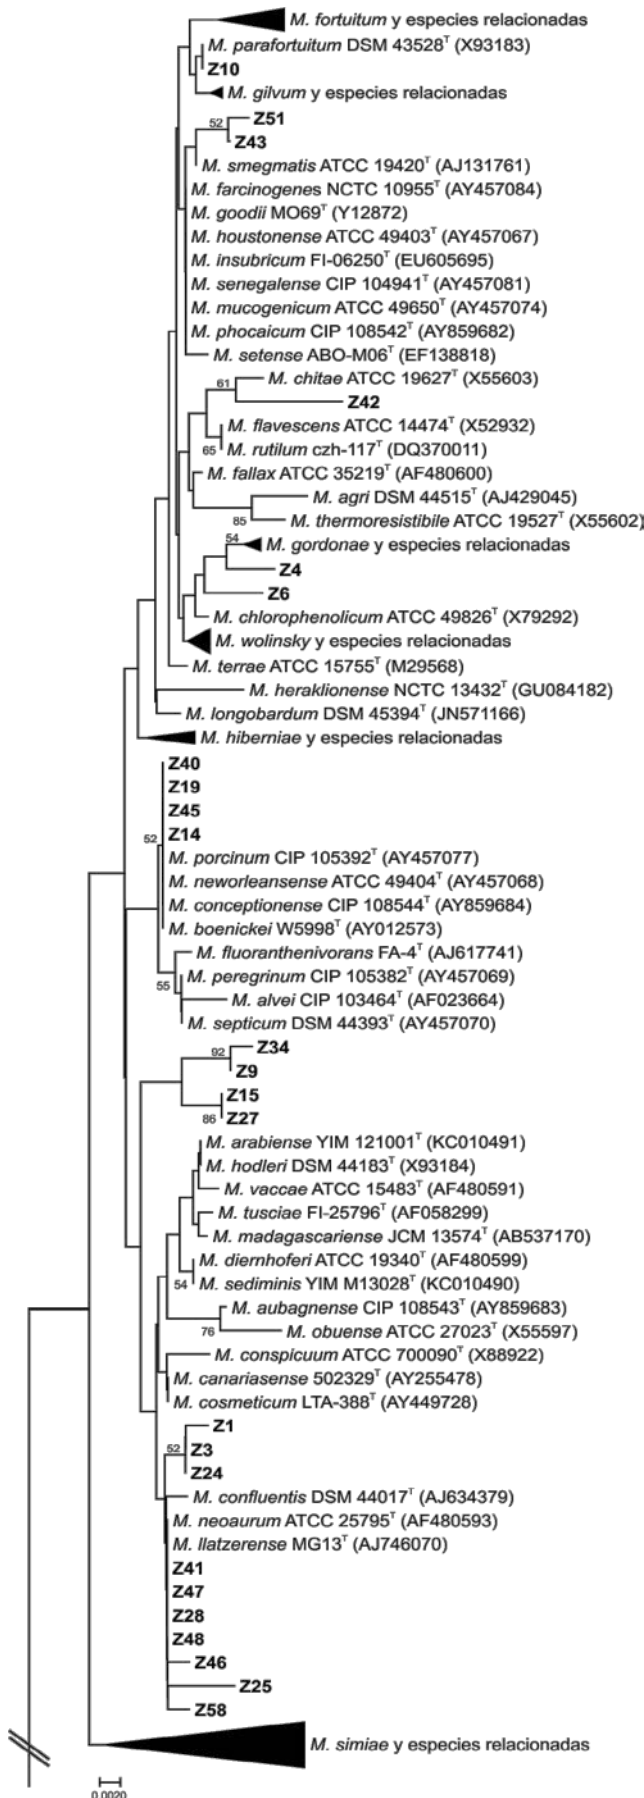 M. fortuitum y especies relacionadas
M. parafortuitum DSM 43528ᵀ (X93183)
Z10
M. gilvum y especies relacionadas
52
Z51
Z43
M. smegmatis ATCC 19420ᵀ (AJ131761)
M. farcinogenes NCTC 10955ᵀ (AY457084)
M. goodii MO69ᵀ (Y12872)
M. houstonense ATCC 49403ᵀ (AY457067)
M. insubricum FI-06250ᵀ (EU605695)
M. senegalense CIP 104941ᵀ (AY457081)
M. mucogenicum ATCC 49650ᵀ (AY457074)
M. phocaicum CIP 108542ᵀ (AY859682)
M. setense ABO-M06ᵀ (EF138818)
M. chitae ATCC 19627ᵀ (X55603)
61
Z42
M. flavescens ATCC 14474ᵀ (X52932)
65
M. rutilum czh-117ᵀ (DQ370011)
M. fallax ATCC 35219ᵀ (AF480600)
M. agri DSM 44515ᵀ (AJ429045)
85
M. thermoresistibile ATCC 19527ᵀ (X55602)
54
M. gordonae y especies relacionadas
Z4
Z6
M. chlorophenolicum ATCC 49826ᵀ (X79292)
M. wolinsky y especies relacionadas
M. terrae ATCC 15755ᵀ (M29568)
M. heraklionense NCTC 13432ᵀ (GU084182)
M. longobardum DSM 45394ᵀ (JN571166)
M. hiberniae y especies relacionadas
Z40
Z19
Z45
Z14
52
M. porcinum CIP 105392ᵀ (AY457077)
M. neworleansense ATCC 49404ᵀ (AY457068)
M. conceptionense CIP 108544ᵀ (AY859684)
M. boenickei W5998ᵀ (AY012573)
M. fluoranthenivorans FA-4ᵀ (AJ617741)
M. peregrinum CIP 105382ᵀ (AY457069)
55
M. alvei CIP 103464ᵀ (AF023664)
M. septicum DSM 44393ᵀ (AY457070)
92
Z34
Z9
Z15
86
Z27
M. arabiense YIM 121001ᵀ (KC010491)
M. hodleri DSM 44183ᵀ (X93184)
M. vaccae ATCC 15483ᵀ (AF480591)
M. tusciae FI-25796ᵀ (AF058299)
M. madagascariense JCM 13574ᵀ (AB537170)
M. diernhoferi ATCC 19340ᵀ (AF480599)
54
M. sediminis YIM M13028ᵀ (KC010490)
M. aubagnense CIP 108543ᵀ (AY859683)
76
M. obuense ATCC 27023ᵀ (X55597)
M. conspicuum ATCC 700090ᵀ (X88922)
M. canariasense 502329ᵀ (AY255478)
M. cosmeticum LTA-388ᵀ (AY449728)
Z1
52
Z3
Z24
M. confluentis DSM 44017ᵀ (AJ634379)
M. neoaurum ATCC 25795ᵀ (AF480593)
M. llatzerense MG13ᵀ (AJ746070)
Z41
Z47
Z28
Z48
Z46
Z25
Z58
M. simiae y especies relacionadas
0.0020